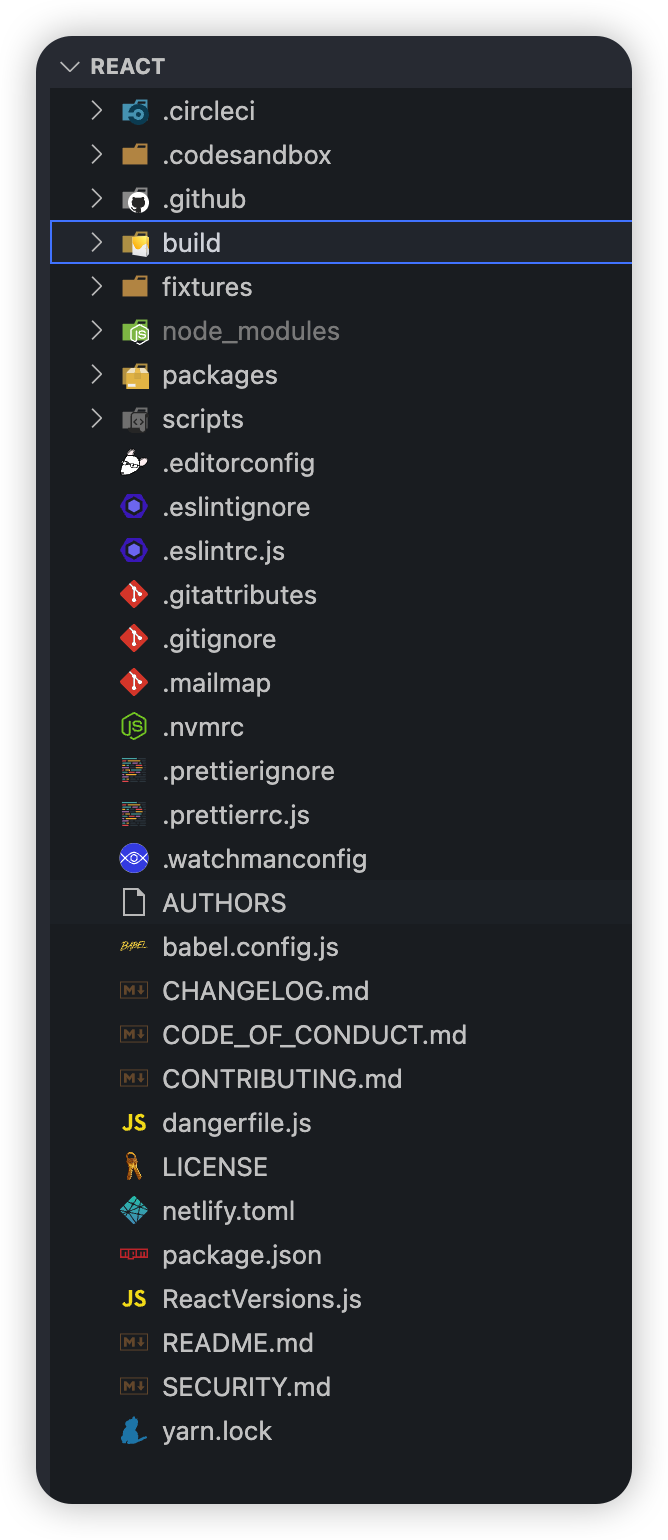 REACT
.circleci
.codesandbox
.github
build
fixtures
node_modules
packages
scripts
.editorconfig
.eslintignore
.eslintrc.js
.gitattributes
.gitignore
.mailmap
.nvmrc
.prettierignore
.prettierrc.js
.watchmanconfig
AUTHORS
babel.config.js
CHANGELOG.md
CODE_OF_CONDUCT.md
CONTRIBUTING.md
JS dangerfile.js
LICENSE
netlify.toml
package.json
JS ReactVersions.js
README.md
SECURITY.md
yarn.lock